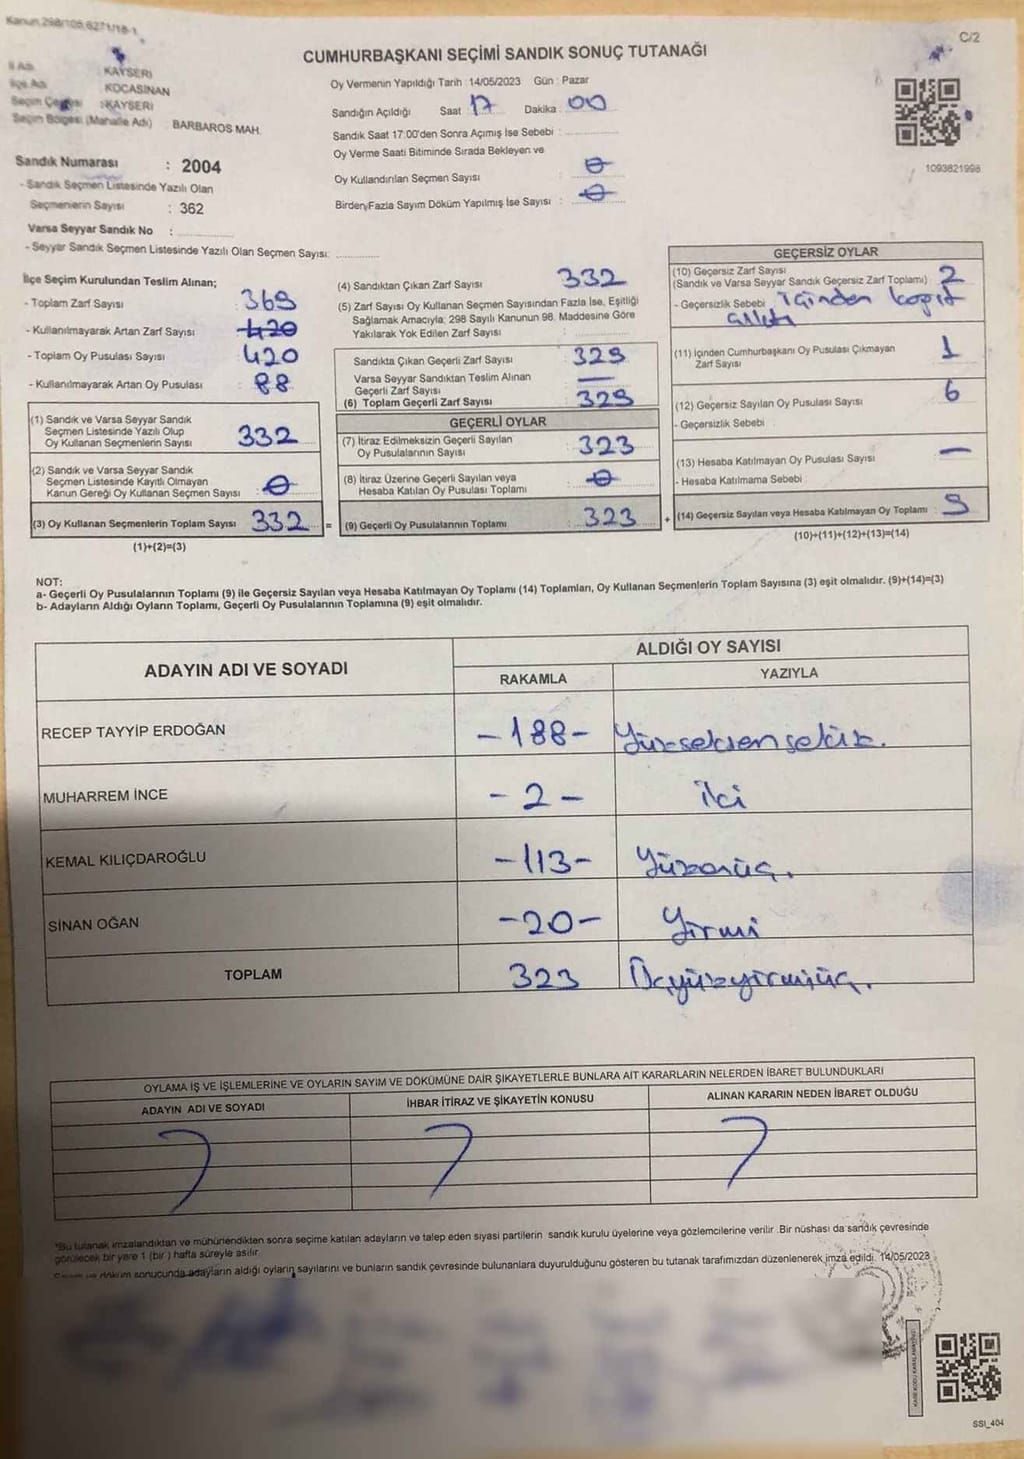 Kanun.298/105,6271/18-1
C/2
CUMHURBAŞKANI SEÇİMİ SANDIK SONUÇ TUTANAĞI
İl Adı : KAYSERİ
İlçe Adı : KOCASİNAN
Seçim Çevresi : KAYSERİ
Seçim Bölgesi (Mahalle Adı) BARBAROS MAH.
Sandık Numarası : 2004
- Sandık Seçmen Listesinde Yazılı Olan
Seçmenlerin Sayısı : 362
Varsa Seyyar Sandık No :
- Seyyar Sandık Seçmen Listesinde Yazılı Olan Seçmen Sayısı:
Oy Vermenin Yapıldığı Tarih : 14/05/2023 Gün : Pazar
Sandığın Açıldığı Saat 17 Dakika : 00
Sandık Saat 17:00'den Sonra Açımış İse Sebebi :
Oy Verme Saati Bitiminde Sırada Bekleyen ve
Oy Kullandırılan Seçmen Sayısı : 0
Birden Fazla Sayım Döküm Yapılmış İse Sayısı : 0
1093821996
İlçe Seçim Kurulundan Teslim Alınan;
- Toplam Zarf Sayısı : 369
- Kullanılmayarak Artan Zarf Sayısı : 420
- Toplam Oy Pusulası Sayısı : 420
- Kullanılmayarak Artan Oy Pusulası : 88
(1) Sandık ve Varsa Seyyar Sandık
Seçmen Listesinde Yazılı Olup
Oy Kullanan Seçmenlerin Sayısı : 332
(2) Sandık ve Varsa Seyyar Sandık
Seçmen Listesinde Kayıtlı Olmayan
Kanun Gereği Oy Kullanan Seçmen Sayısı : 0
(3) Oy Kullanan Seçmenlerin Toplam Sayısı : 332 =
(1)+(2)=(3)
(4) Sandıktan Çıkan Zarf Sayısı : 332
(5) Zarf Sayısı Oy Kullanan Seçmen Sayısından Fazla İse, Eşitliği
Sağlamak Amacıyla; 298 Sayılı Kanunun 98. Maddesine Göre
Yakılarak Yok Edilen Zarf Sayısı :
Sandıkta Çıkan Geçerli Zarf Sayısı : 329
Varsa Seyyar Sandıktan Teslim Alınan
Geçerli Zarf Sayısı : —
(6) Toplam Geçerli Zarf Sayısı : 329
GEÇERLİ OYLAR
(7) İtiraz Edilmeksizin Geçerli Sayılan
Oy Pusulalarının Sayısı : 323
(8) İtiraz Üzerine Geçerli Sayılan veya
Hesaba Katılan Oy Pusulası Toplamı : 0
(9) Geçerli Oy Pusulalarının Toplamı : 323 +
GEÇERSİZ OYLAR
(10) Geçersiz Zarf Sayısı
(Sandık ve Varsa Seyyar Sandık Geçersiz Zarf Toplamı) : 2
- Geçersizlik Sebebi İçinden kağıt
(11) İçinden Cumhurbaşkanı Oy Pusulası Çıkmayan
Zarf Sayısı : 1
(12) Geçersiz Sayılan Oy Pusulası Sayısı : 6
- Geçersizlik Sebebi :
(13) Hesaba Katılmayan Oy Pusulası Sayısı : —
- Hesaba Katılmama Sebebi :
(14) Geçersiz Sayılan veya Hesaba Katılmayan Oy Toplamı : 9
(10)+(11)+(12)+(13)=(14)
NOT:
a- Geçerli Oy Pusulalarının Toplamı (9) ile Geçersiz Sayılan veya Hesaba Katılmayan Oy Toplamı (14) Toplamları, Oy Kullanan Seçmenlerin Toplam Sayısına (3) eşit olmalıdır. (9)+(14)=(3)
b- Adayların Aldığı Oyların Toplamı, Geçerli Oy Pusulalarının Toplamına (9) eşit olmalıdır.
ADAYIN ADI VE SOYADI
ALDIĞI OY SAYISI
RAKAMLA YAZIYLA
RECEP TAYYİP ERDOĞAN -188- Yüzseksensekiz.
MUHARREM İNCE -2- iki
KEMAL KILIÇDAROĞLU -113- Yüzonüç.
SİNAN OĞAN -20- Yirmi
TOPLAM 323 Üçyüzyirmiüç.
OYLAMA İŞ VE İŞLEMLERİNE VE OYLARIN SAYIM VE DÖKÜMÜNE DAİR ŞİKAYETLERLE BUNLARA AİT KARARLARIN NELERDEN İBARET BULUNDUKLARI
ADAYIN ADI VE SOYADI İHBAR İTİRAZ VE ŞİKAYETİN KONUSU ALINAN KARARIN NEDEN İBARET OLDUĞU
*Bu tutanak imzalandıktan ve mühürlendikten sonra seçime katılan adayların ve talep eden siyasi partilerin sandık kurulu üyelerine veya gözlemcilerine verilir .Bir nüshası da sandık çevresinde
görülecek bir yere 1 (bir ) hafta süreyle asılır.
Sayım ve döküm sonucunda adayların aldığı oyların sayılarını ve bunların sandık çevresinde bulunanlara duyurulduğunu gösteren bu tutanak tarafımızdan düzenlenerek imza edildi. 14/05/2023
SSI_404